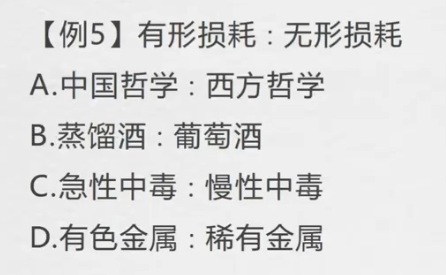 【例5】有形损耗：无形损耗
A.中国哲学：西方哲学
B.蒸馏酒：葡萄酒
C.急性中毒：慢性中毒
D.有色金属：稀有金属